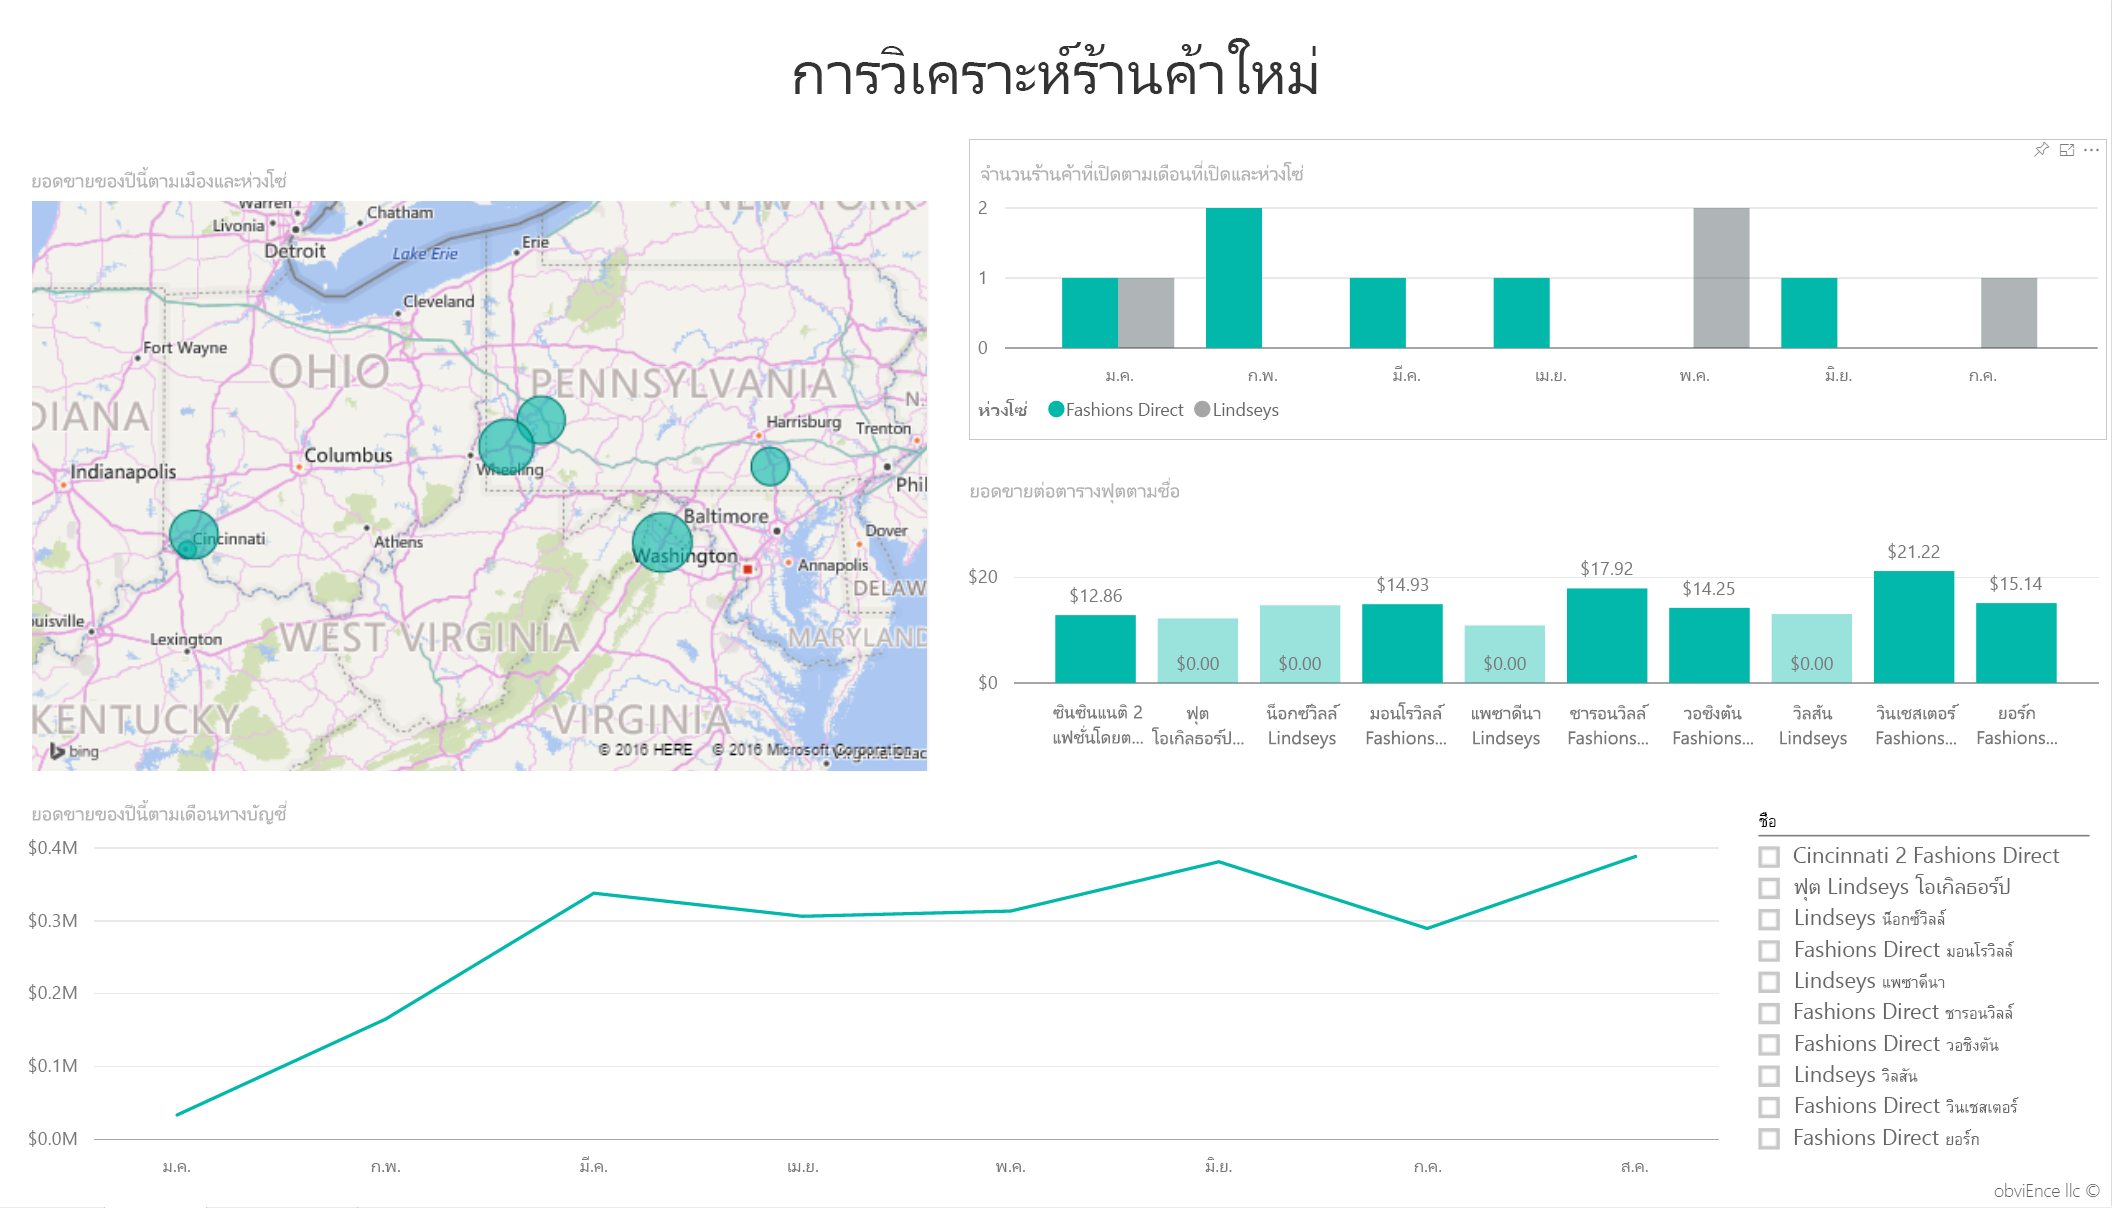 การวิเคราะห์ร้านค้าใหม่
ยอดขายของปีนี้ตามเมืองและห่วงโซ่
Warren
Chatham
Livonia
Detroit
Lake Erie
Erie
NEW YORK
Cleveland
Fort Wayne
OHIO
PENNSYLVANIA
N.
DIANA
Harrisburg
Trenton
Columbus
Indianapolis
Wheeling
Phil
Cincinnati
Baltimore
Dover
Athens
Washington
Annapolis
DELAW
uisville
Lexington
WEST VIRGINIA
MARYLAND
KENTUCKY
VIRGINIA
bing
© 2016 HERE © 2016 Microsoft Corporation
จำนวนร้านค้าที่เปิดตามเดือนที่เปิดและห่วงโซ่
2
1
0
ม.ค. ก.พ. มี.ค. เม.ย. พ.ค. มิ.ย. ก.ค.
ห่วงโซ่ Fashions Direct Lindseys
ยอดขายต่อตารางฟุตตามชื่อ
$20
$0
$12.86 $0.00 $0.00 $14.93 $0.00 $17.92 $14.25 $0.00 $21.22 $15.14
ซินซินแนติ 2 ฟุต น็อกซ์วิลล์ มอนโรวิลล์ แพซาดีนา ชารอนวิลล์ วอชิงตัน วิลสัน วินเชสเตอร์ ยอร์ก
แฟชั่นโดยต... โอเกิลธอร์ป... Lindseys Fashions... Lindseys Fashions... Fashions... Lindseys Fashions... Fashions...
ยอดขายของปีนี้ตามเดือนทางบัญชี
$0.4M
$0.3M
$0.2M
$0.1M
$0.0M
ม.ค. ก.พ. มี.ค. เม.ย. พ.ค. มิ.ย. ก.ค. ส.ค.
ชื่อ
Cincinnati 2 Fashions Direct
ฟุต Lindseys โอเกิลธอร์ป
Lindseys น็อกซ์วิลล์
Fashions Direct มอนโรวิลล์
Lindseys แพซาดีนา
Fashions Direct ชารอนวิลล์
Fashions Direct วอชิงตัน
Lindseys วิลสัน
Fashions Direct วินเชสเตอร์
Fashions Direct ยอร์ก
obviEnce llc ©